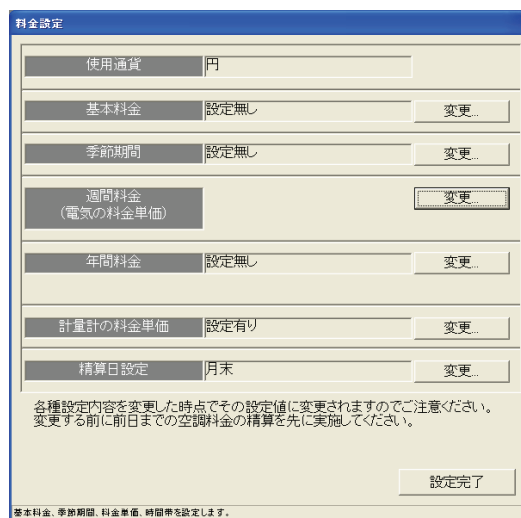 料金設定
使用通貨 円
基本料金 設定無し 変更...
季節期間 設定無し 変更...
週間料金
(電気の料金単価) 変更...
年間料金 設定無し 変更...
計量計の料金単価 設定有り 変更...
精算日設定 月末 変更...
各種設定内容を変更した時点でその設定値に変更されますのでご注意ください。
変更する前に前日までの空調料金の精算を先に実施してください。
設定完了
基本料金、季節期間、料金単価、時間帯を設定します。